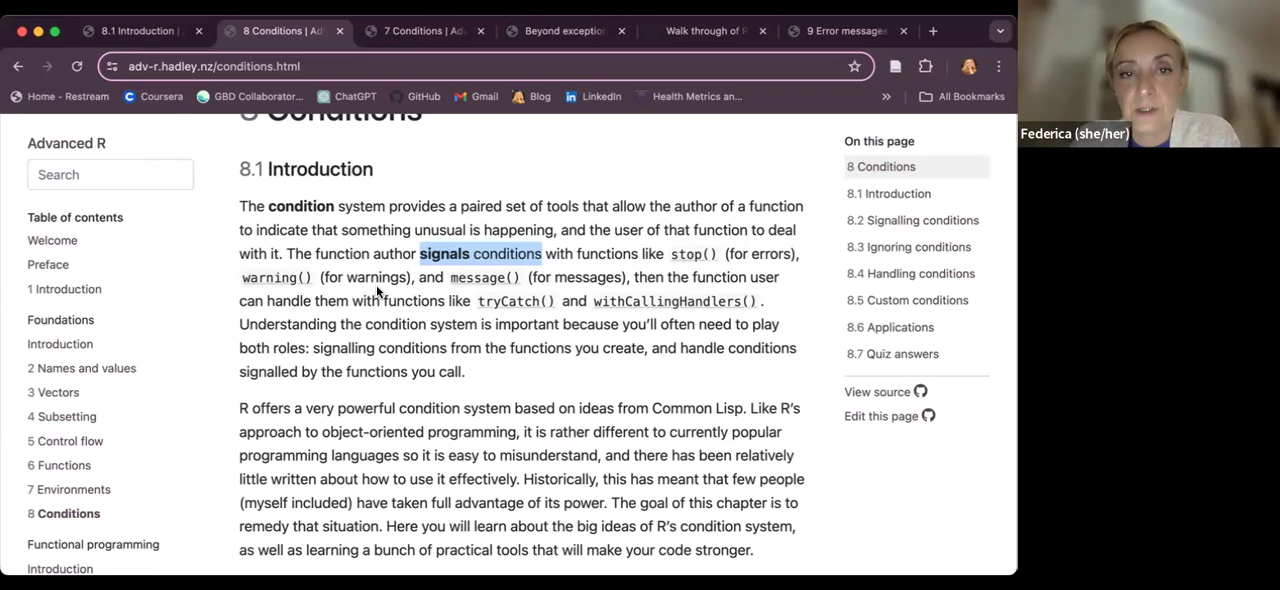 8.1 Introduction |
8 Conditions | Ad
7 Conditions | Ad
Beyond exception
Walk through of R
9 Error messages
adv-r.hadley.nz/conditions.html
Home - Restream
Coursera
GBD Collaborator...
ChatGPT
GitHub
Gmail
Blog
LinkedIn
Health Metrics an...
»
All Bookmarks
Federica (she/her)
8 Conditions
Advanced R
Search
Table of contents
Welcome
Preface
1 Introduction
Foundations
Introduction
2 Names and values
3 Vectors
4 Subsetting
5 Control flow
6 Functions
7 Environments
8 Conditions
Functional programming
Introduction
8.1 Introduction
The condition system provides a paired set of tools that allow the author of a function
to indicate that something unusual is happening, and the user of that function to deal
with it. The function author signals conditions with functions like stop() (for errors),
warning() (for warnings), and message() (for messages), then the function user
can handle them with functions like tryCatch() and withCallingHandlers().
Understanding the condition system is important because you’ll often need to play
both roles: signalling conditions from the functions you create, and handle conditions
signalled by the functions you call.
R offers a very powerful condition system based on ideas from Common Lisp. Like R’s
approach to object-oriented programming, it is rather different to currently popular
programming languages so it is easy to misunderstand, and there has been relatively
little written about how to use it effectively. Historically, this has meant that few people
(myself included) have taken full advantage of its power. The goal of this chapter is to
remedy that situation. Here you will learn about the big ideas of R’s condition system,
as well as learning a bunch of practical tools that will make your code stronger.
On this page
8 Conditions
8.1 Introduction
8.2 Signalling conditions
8.3 Ignoring conditions
8.4 Handling conditions
8.5 Custom conditions
8.6 Applications
8.7 Quiz answers
View source
Edit this page